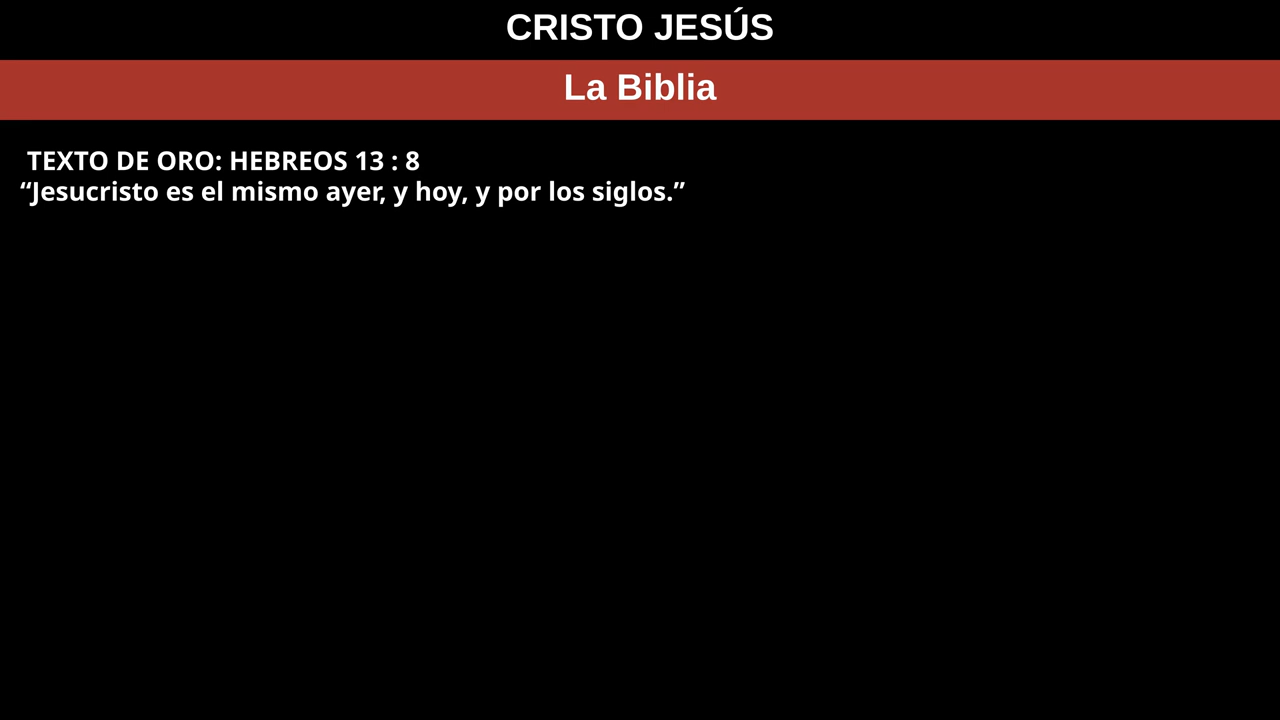 CRISTO JESÚS
La Biblia
TEXTO DE ORO: HEBREOS 13 : 8
“Jesucristo es el mismo ayer, y hoy, y por los siglos.”